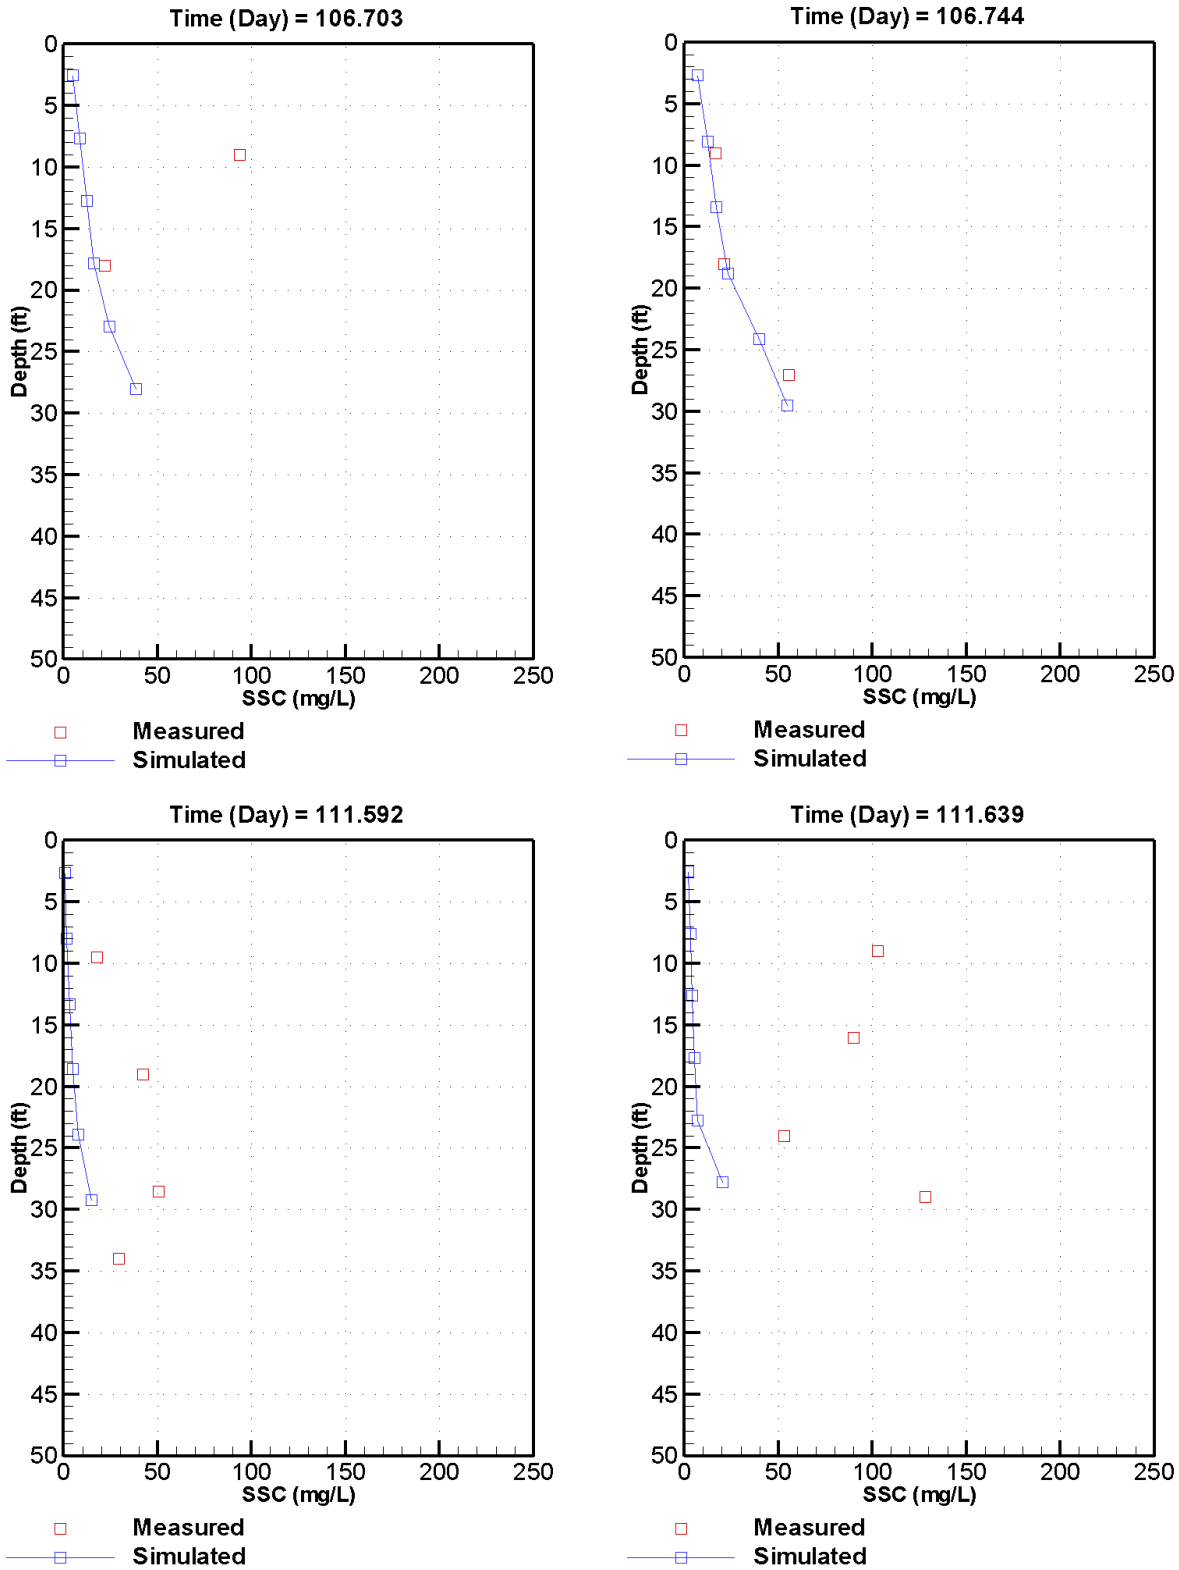 Time (Day) = 106.703
0
5
10
15
20
25
30
35
40
45
50
Depth (ft)
0 50 100 150 200 250
SSC (mg/L)
Measured
Simulated
Time (Day) = 106.744
0
5
10
15
20
25
30
35
40
45
50
Depth (ft)
0 50 100 150 200 250
SSC (mg/L)
Measured
Simulated
Time (Day) = 111.592
0
5
10
15
20
25
30
35
40
45
50
Depth (ft)
0 50 100 150 200 250
SSC (mg/L)
Measured
Simulated
Time (Day) = 111.639
0
5
10
15
20
25
30
35
40
45
50
Depth (ft)
0 50 100 150 200 250
SSC (mg/L)
Measured
Simulated